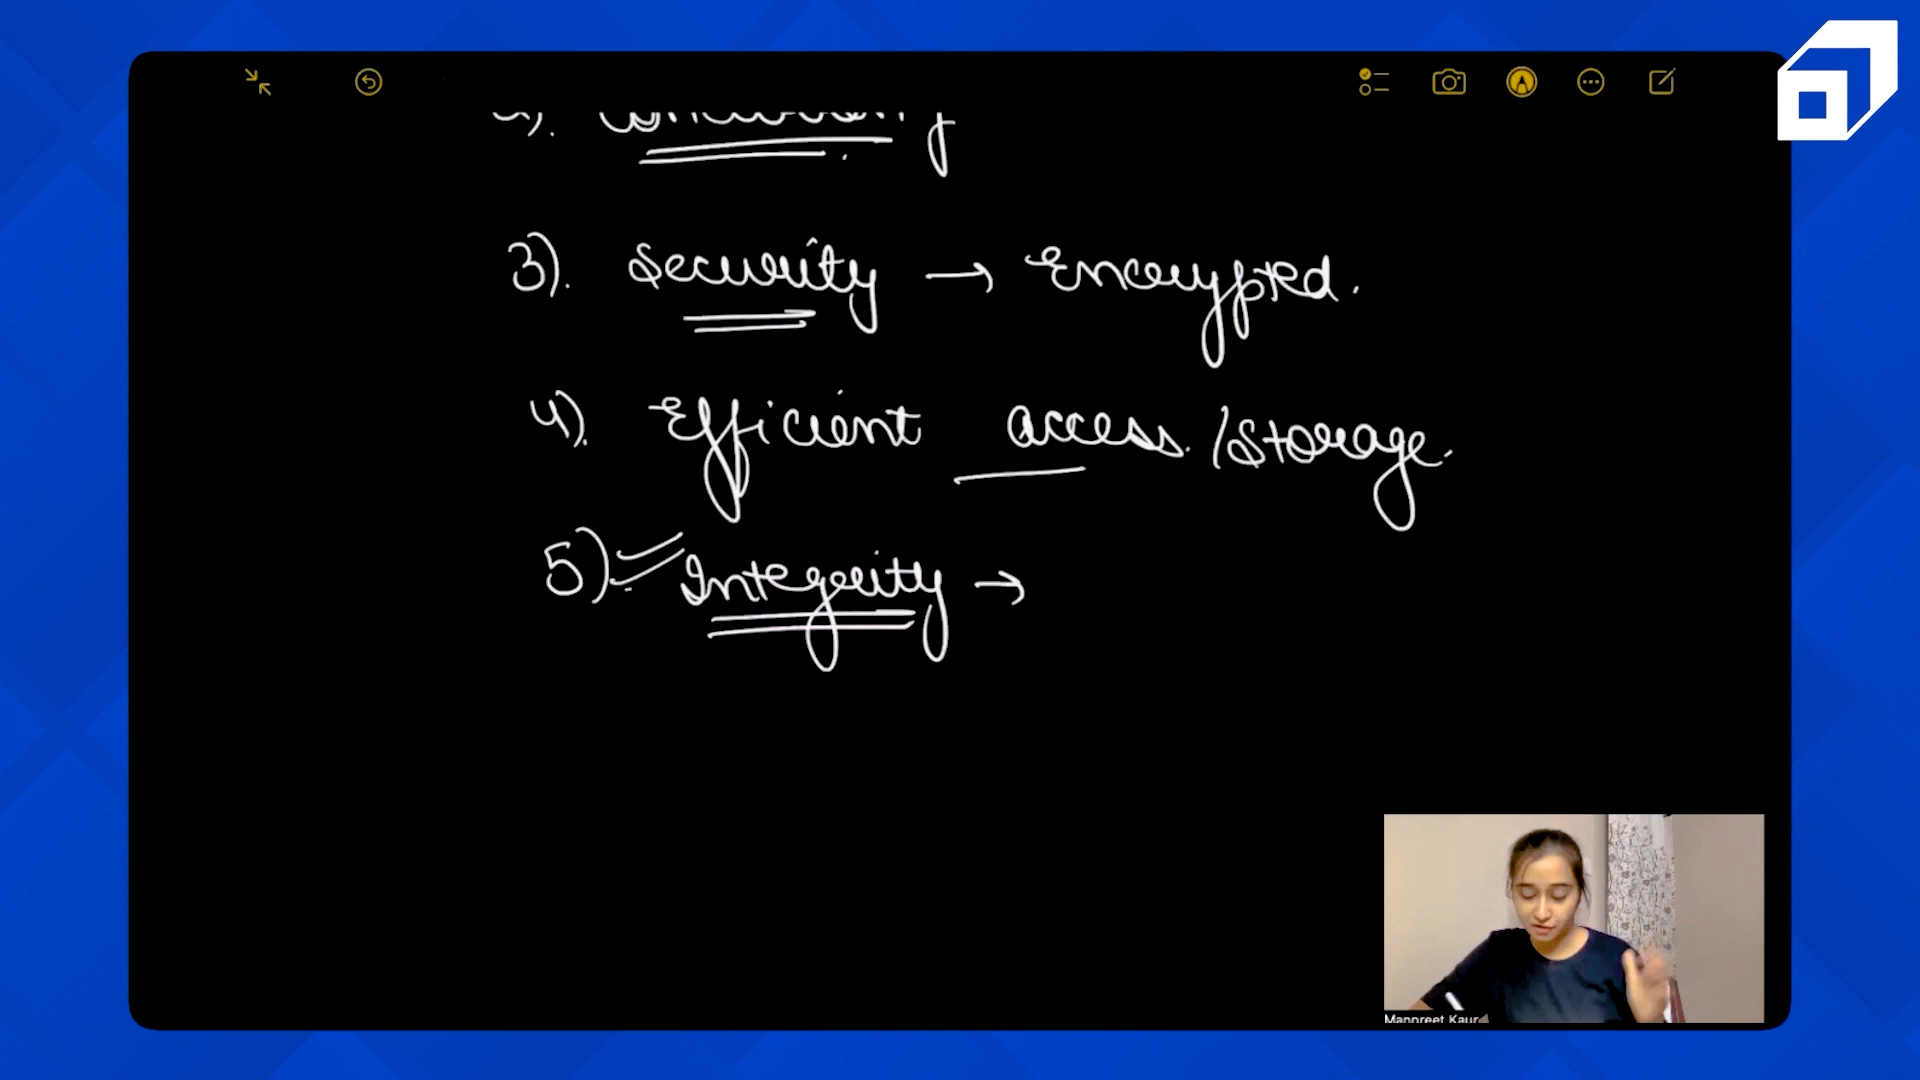 3). Security → Encrypted.
4). Efficient access. /Storage.
5). Integrity →
Manpreet Kaur